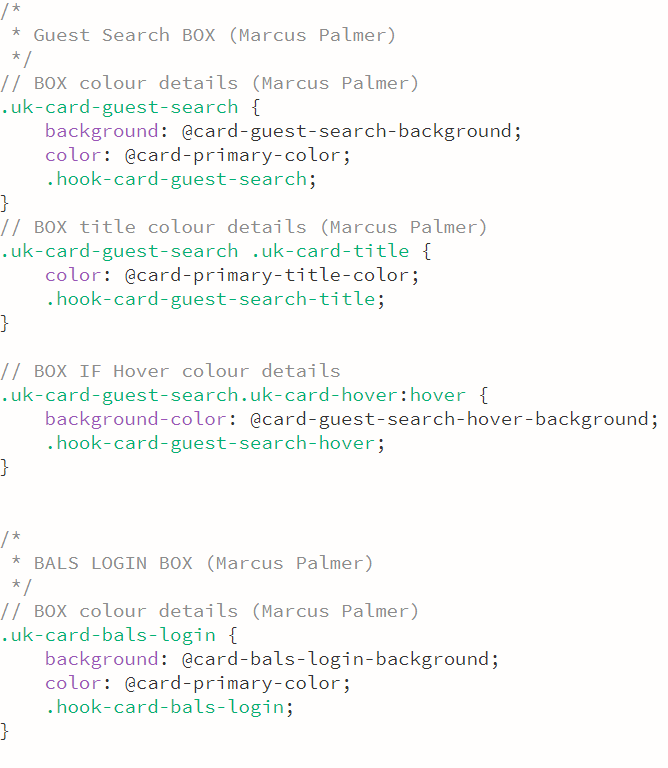 /*
 * Guest Search BOX (Marcus Palmer)
 */
// BOX colour details (Marcus Palmer)
.uk-card-guest-search {
    background: @card-guest-search-background;
    color: @card-primary-color;
    .hook-card-guest-search;
}
// BOX title colour details (Marcus Palmer)
.uk-card-guest-search .uk-card-title {
    color: @card-primary-title-color;
    .hook-card-guest-search-title;
}

// BOX IF Hover colour details
.uk-card-guest-search.uk-card-hover:hover {
    background-color: @card-guest-search-hover-background;
    .hook-card-guest-search-hover;
}


/*
 * BALS LOGIN BOX (Marcus Palmer)
 */
// BOX colour details (Marcus Palmer)
.uk-card-bals-login {
    background: @card-bals-login-background;
    color: @card-primary-color;
    .hook-card-bals-login;
}